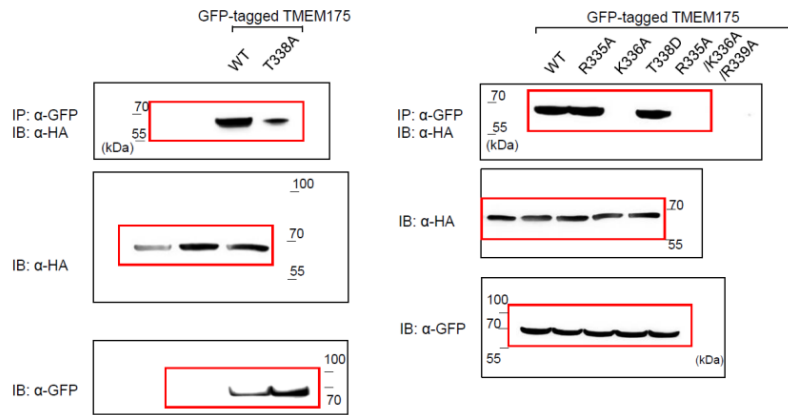 GFP-tagged TMEM175
WT
T338A
IP: α-GFP
IB: α-HA
70
55
(kDa)
100
IB: α-HA
70
55
IB: α-GFP
100
70
GFP-tagged TMEM175
WT
R335A
K336A
T338D
R335A
/K336A
/R339A
IP: α-GFP
IB: α-HA
70
55
(kDa)
IB: α-HA
70
55
IB: α-GFP
100
70
55
(kDa)